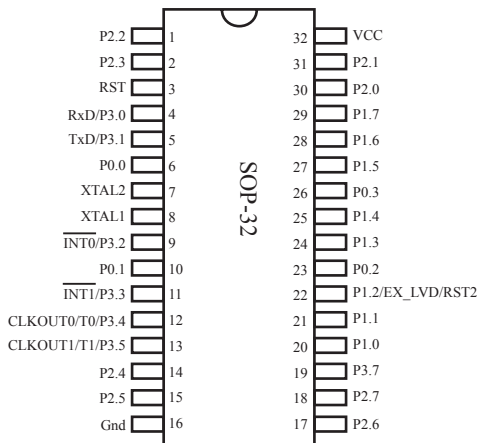 P2.2 1 32 VCC
P2.3 2 31 P2.1
RST 3 30 P2.0
RxD/P3.0 4 29 P1.7
TxD/P3.1 5 28 P1.6
P0.0 6 27 P1.5
XTAL2 7 26 P0.3
XTAL1 8 25 P1.4
INT0/P3.2 9 24 P1.3
P0.1 10 23 P0.2
INT1/P3.3 11 22 P1.2/EX_LVD/RST2
CLKOUT0/T0/P3.4 12 21 P1.1
CLKOUT1/T1/P3.5 13 20 P1.0
P2.4 14 19 P3.7
P2.5 15 18 P2.7
Gnd 16 17 P2.6
SOP-32